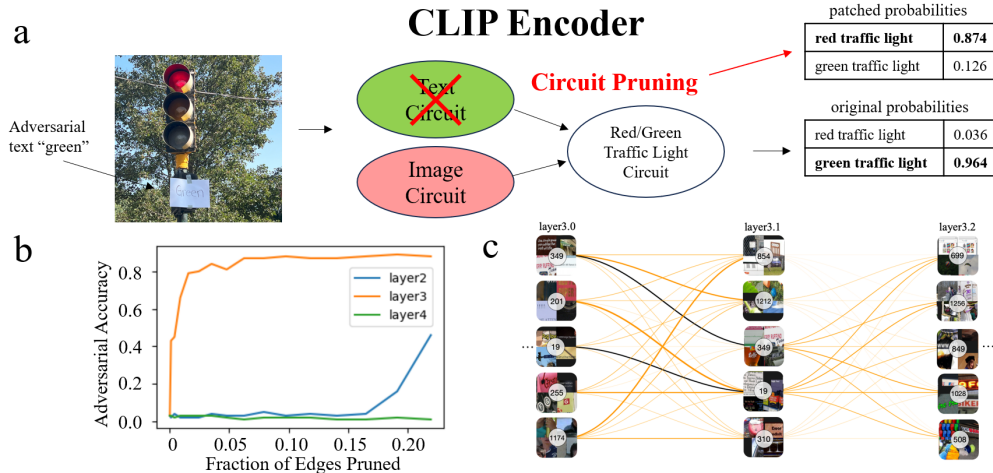 a
CLIP Encoder
Adversarial
text "green"
Green
Text
Circuit
Image
Circuit
Circuit Pruning
Red/Green
Traffic Light
Circuit
patched probabilities
red traffic light 0.874
green traffic light 0.126
original probabilities
red traffic light 0.036
green traffic light 0.964
b
Adversarial Accuracy
0.8
0.6
0.4
0.2
0.0
layer2
layer3
layer4
0 0.05 0.10 0.15 0.20
Fraction of Edges Pruned
c
layer3.0 layer3.1 layer3.2
349 854 699
201 1212 1256
... 19 349 849 ...
255 19 1028
1174 310 508